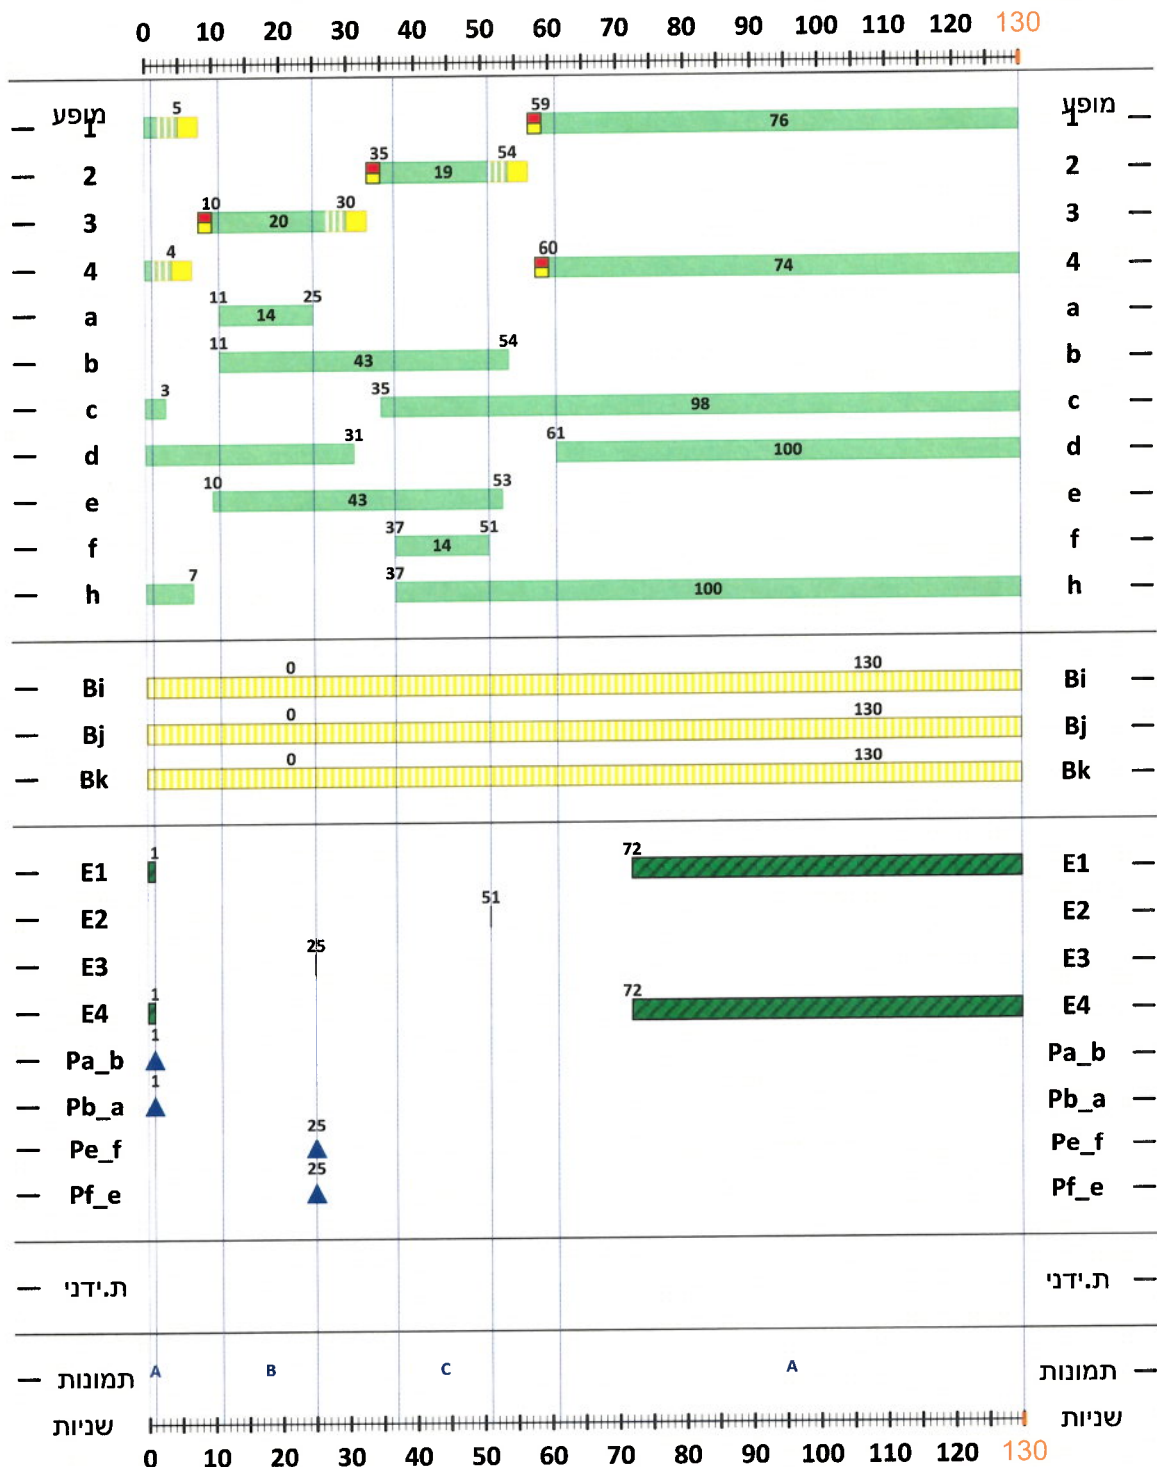 0 10 20 30 40 50 60 70 80 90 100 110 120 130
מופע מופע
— 1 5 59 76 1 —
— 2 35 19 54 2 —
— 3 10 20 30 3 —
— 4 4 60 74 4 —
— a 11 14 25 a —
— b 11 43 54 b —
— c 3 35 98 c —
— d 31 61 100 d —
— e 10 43 53 e —
— f 37 14 51 f —
— h 7 37 100 h —
— Bi 0 130 Bi —
— Bj 0 130 Bj —
— Bk 0 130 Bk —
— E1 1 72 E1 —
— E2 51 E2 —
— E3 25 E3 —
— E4 1 72 E4 —
— Pa_b 1 Pa_b —
— Pb_a 1 Pb_a —
— Pe_f 25 Pe_f —
— Pf_e 25 Pf_e —
— ת.ידני ת.ידני —
— תמונות A B C A תמונות —
שניות שניות
0 10 20 30 40 50 60 70 80 90 100 110 120 130